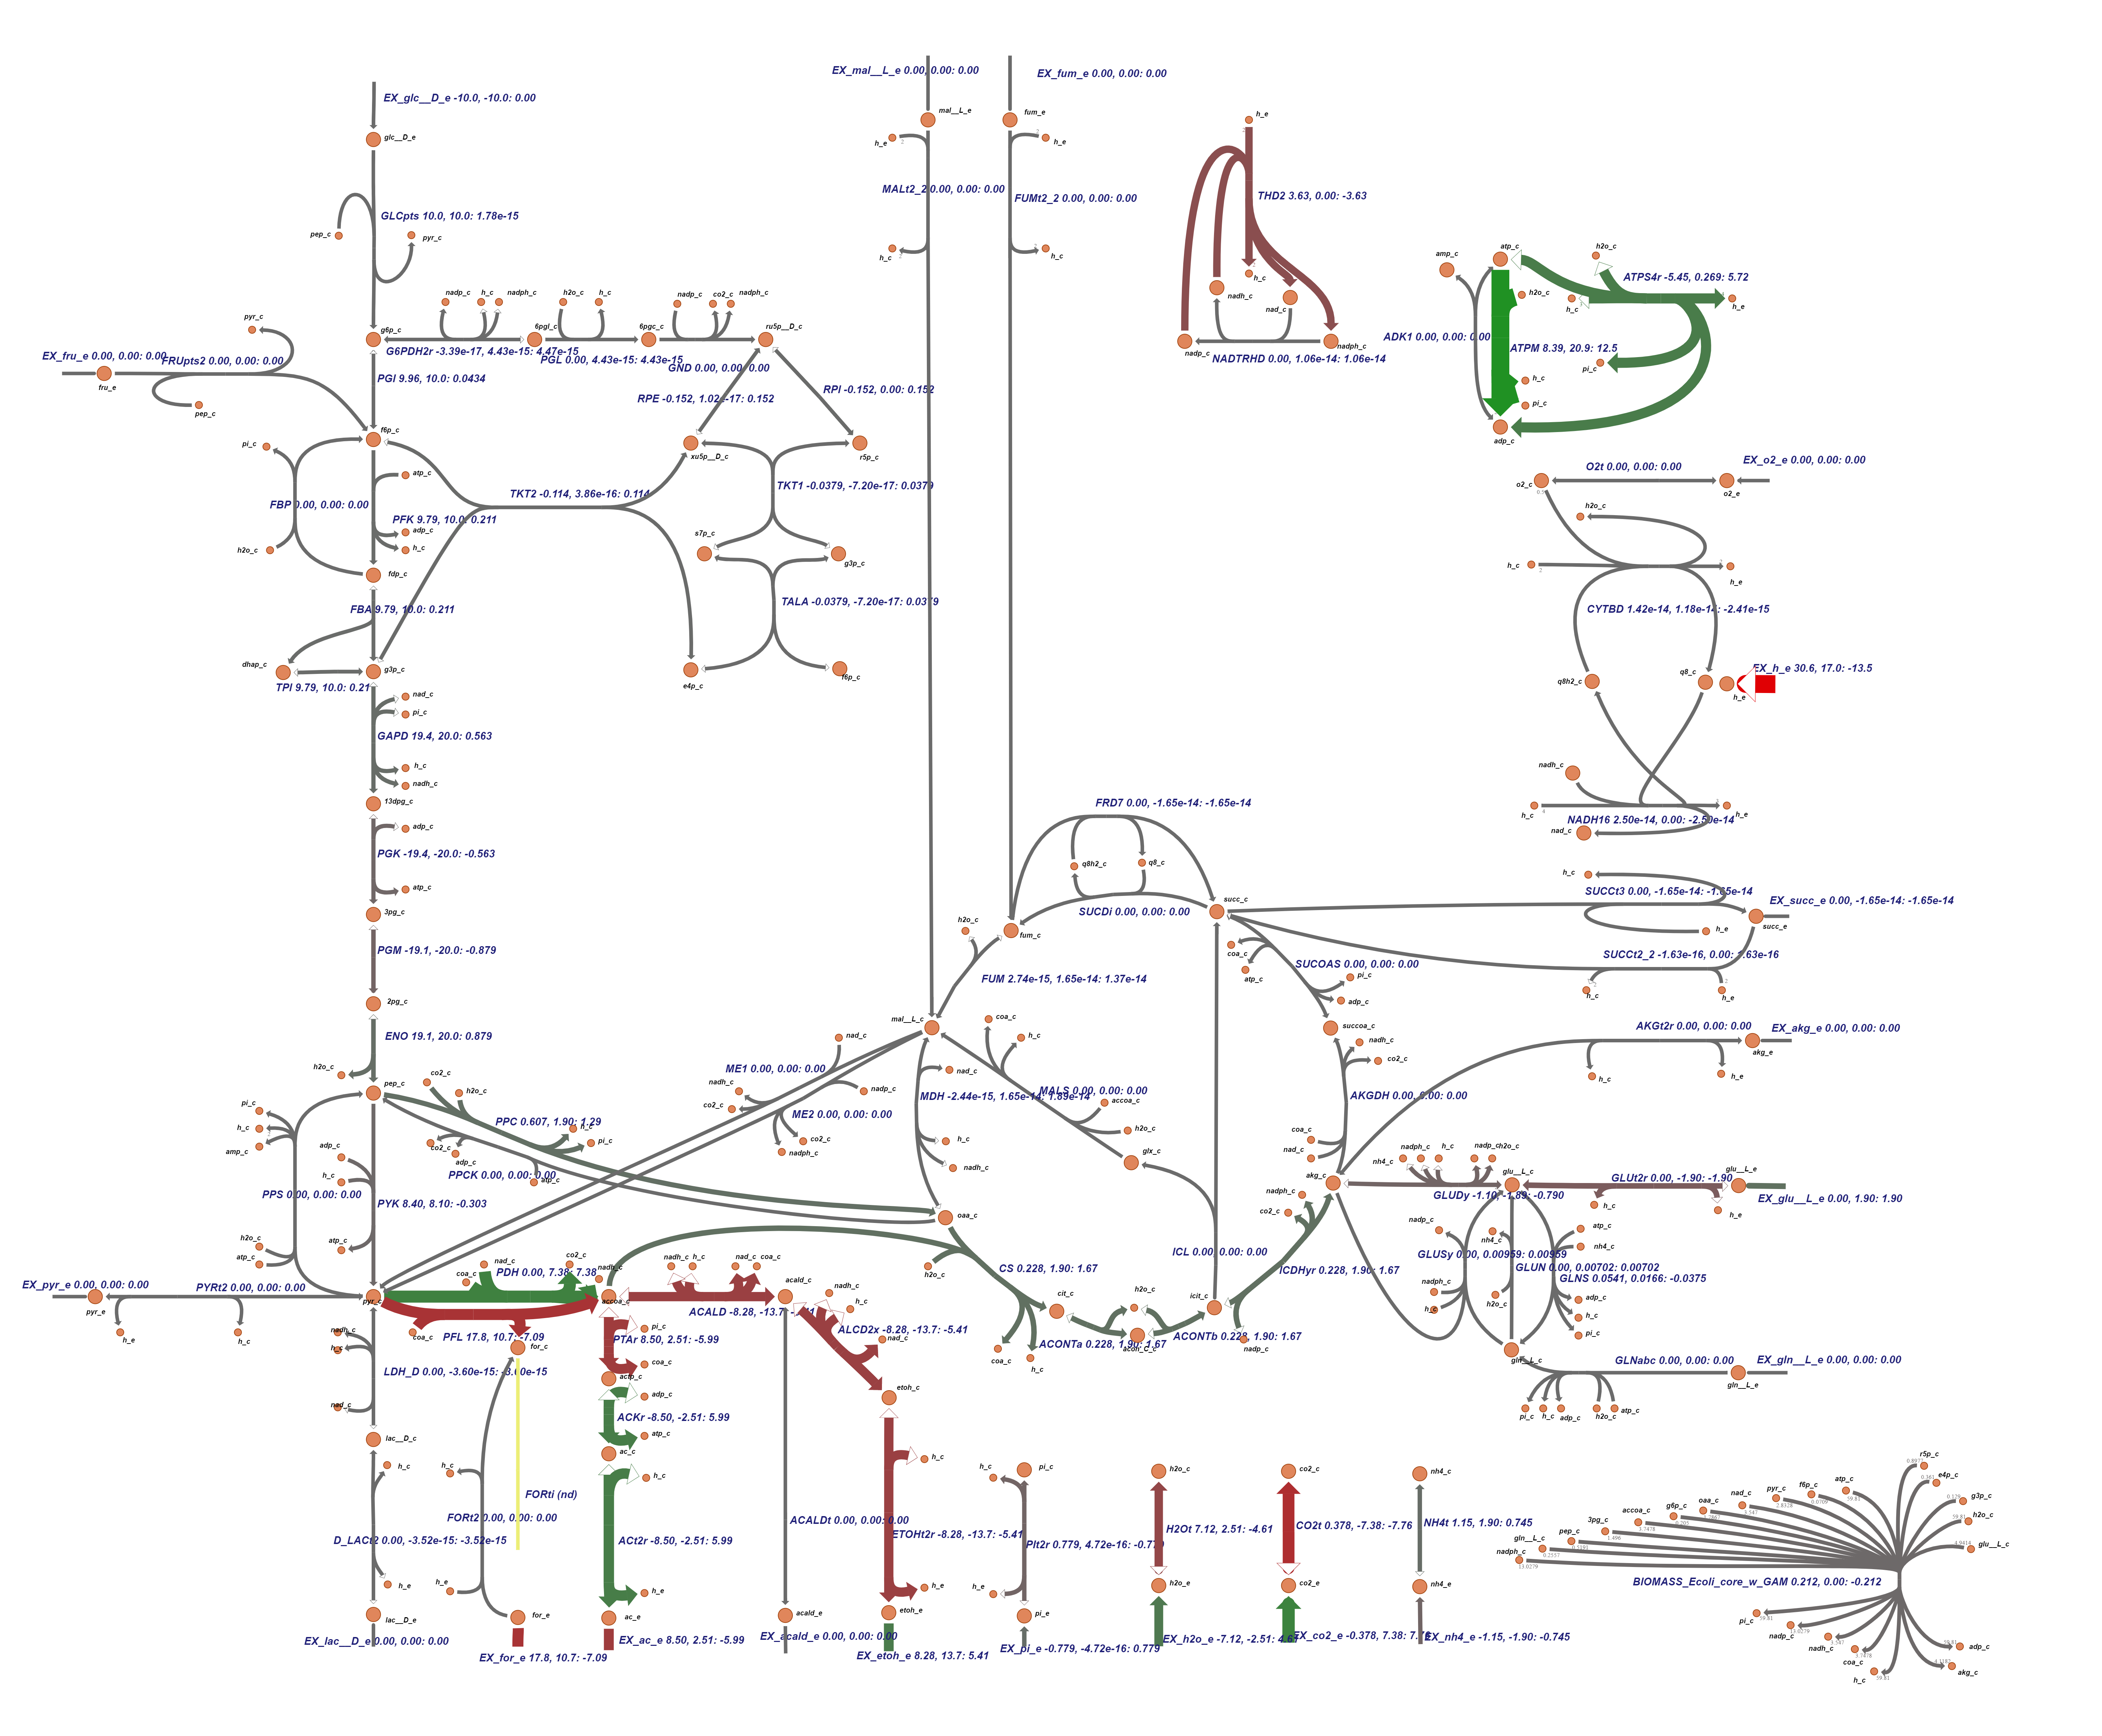 EX_mal__L_e 0.00, 0.00: 0.00
EX_fum_e 0.00, 0.00: 0.00
EX_glc__D_e -10.0, -10.0: 0.00
mal__L_e
fum_e
h_e
glc__D_e
h_e
h_e
MALt2_2 0.00, 0.00: 0.00
FUMt2_2 0.00, 0.00: 0.00
THD2 3.63, 0.00: -3.63
GLCpts 10.0, 10.0: 1.78e-15
pep_c
pyr_c
h_c
h_c
h_c
nadh_c
nad_c
nadp_c
nadph_c
NADTRHD 0.00, 1.06e-14: 1.06e-14
amp_c
atp_c
h2o_c
ATPS4r -5.45, 0.269: 5.72
h2o_c
h_c
h_e
ADK1 0.00, 0.00: 0.00
ATPM 8.39, 20.9: 12.5
pi_c
h_c
pi_c
adp_c
nadp_c
h_c
nadph_c
h2o_c
h_c
nadp_c
co2_c
nadph_c
g6p_c
6pgl_c
6pgc_c
ru5p__D_c
G6PDH2r -3.39e-17, 4.43e-15: 4.47e-15
PGL 0.00, 4.43e-15: 4.43e-15
GND 0.00, 0.00: 0.00
pyr_c
EX_fru_e 0.00, 0.00: 0.00
FRUpts2 0.00, 0.00: 0.00
fru_e
pep_c
PGI 9.96, 10.0: 0.0434
RPE -0.152, 1.02e-17: 0.152
RPI -0.152, 0.00: 0.152
f6p_c
pi_c
xu5p__D_c
r5p_c
atp_c
FBP 0.00, 0.00: 0.00
TKT2 -0.114, 3.86e-16: 0.114
TKT1 -0.0379, -7.20e-17: 0.0379
PFK 9.79, 10.0: 0.211
adp_c
h_c
h2o_c
s7p_c
g3p_c
fdp_c
FBA 9.79, 10.0: 0.211
TALA -0.0379, -7.20e-17: 0.0379
dhap_c
g3p_c
TPI 9.79, 10.0: 0.21
e4p_c
f6p_c
O2t 0.00, 0.00: 0.00
EX_o2_e 0.00, 0.00: 0.00
o2_c
0.5
o2_e
h2o_c
h_c
2
h_e
CYTBD 1.42e-14, 1.18e-14: -2.41e-15
q8h2_c
q8_c
h_e
EX_h_e 30.6, 17.0: -13.5
nadh_c
h_c
4
h_e
NADH16 2.50e-14, 0.00: -2.50e-14
nad_c
nad_c
pi_c
GAPD 19.4, 20.0: 0.563
h_c
nadh_c
13dpg_c
adp_c
PGK -19.4, -20.0: -0.563
atp_c
3pg_c
PGM -19.1, -20.0: -0.879
2pg_c
ENO 19.1, 20.0: 0.879
h2o_c
pep_c
FRD7 0.00, -1.65e-14: -1.65e-14
q8h2_c
q8_c
SUCDi 0.00, 0.00: 0.00
succ_c
fum_c
h2o_c
FUM 2.74e-15, 1.65e-14: 1.37e-14
h_c
SUCCt3 0.00, -1.65e-14: -1.65e-14
EX_succ_e 0.00, -1.65e-14: -1.65e-14
succ_e
h_e
SUCCt2_2 -1.63e-16, 0.00: 1.63e-16
h_c
h_e
coa_c
atp_c
SUCOAS 0.00, 0.00: 0.00
pi_c
adp_c
succoa_c
AKGt2r 0.00, 0.00: 0.00
EX_akg_e 0.00, 0.00: 0.00
akg_e
h_c
h_e
nadh_c
co2_c
AKGDH 0.00, 0.00: 0.00
coa_c
nad_c
akg_c
mal__L_c
coa_c
h_c
MALS 0.00, 0.00: 0.00
accoa_c
h2o_c
glx_c
nad_c
nad_c
ME1 0.00, 0.00: 0.00
nadh_c
co2_c
nadp_c
MDH -2.44e-15, 1.65e-14: 1.89e-14
ME2 0.00, 0.00: 0.00
co2_c
nadph_c
h_c
nadh_c
oaa_c
co2_c
h2o_c
PPC 0.607, 1.90: 1.29
h_c
pi_c
co2_c
adp_c
PPCK 0.00, 0.00: 0.00
atp_c
pi_c
h_c
amp_c
adp_c
h_c
PPS 0.00, 0.00: 0.00
PYK 8.40, 8.10: -0.303
h2o_c
atp_c
atp_c
EX_pyr_e 0.00, 0.00: 0.00
PYRt2 0.00, 0.00: 0.00
pyr_e
h_e
h_c
pyr_c
nad_c
coa_c
PDH 0.00, 7.38: 7.38
co2_c
nadh_c
accoa_c
coa_c
PFL 17.8, 10.7: -7.09
for_c
nadh_c
h_c
nad_c
coa_c
acald_c
ACALD -8.28, -13.7: -5.41
nadh_c
h_c
ALCD2x -8.28, -13.7: -5.41
nad_c
etoh_c
h2o_c
CS 0.228, 1.90: 1.67
coa_c
h_c
cit_c
h2o_c
ACONTa 0.228, 1.90: 1.67
acon_C_c
ACONTb 0.228, 1.90: 1.67
icit_c
ICL 0.00, 0.00: 0.00
ICDHyr 0.228, 1.90: 1.67
nadph_c
co2_c
nadp_c
nh4_c
nadph_c
h_c
nadp_c
h2o_c
glu__L_c
GLUDy -1.10, -1.89: -0.790
GLUt2r 0.00, -1.90: -1.90
glu__L_e
EX_glu__L_e 0.00, 1.90: 1.90
h_c
h_e
nadp_c
nh4_c
atp_c
nh4_c
GLUSy 0.00, 0.00959: 0.00959
GLUN 0.00, 0.00702: 0.00702
GLNS 0.0541, 0.0166: -0.0375
nadph_c
h_c
h2o_c
adp_c
h_c
pi_c
gln__L_c
GLNabc 0.00, 0.00: 0.00
EX_gln__L_e 0.00, 0.00: 0.00
gln__L_e
pi_c
h_c
adp_c
h2o_c
atp_c
nadh_c
h_c
LDH_D 0.00, -3.60e-15: -3.60e-15
nad_c
lac__D_c
h_c
D_LACt2 0.00, -3.52e-15: -3.52e-15
h_e
lac__D_e
EX_lac__D_e 0.00, 0.00: 0.00
FORti (nd)
h_c
FORt2 0.00, 0.00: 0.00
h_e
for_e
EX_for_e 17.8, 10.7: -7.09
pi_c
PTAr 8.50, 2.51: -5.99
coa_c
actp_c
adp_c
ACKr -8.50, -2.51: 5.99
atp_c
ac_c
h_c
ACt2r -8.50, -2.51: 5.99
h_e
ac_e
EX_ac_e 8.50, 2.51: -5.99
ACALDt 0.00, 0.00: 0.00
acald_e
EX_acald_e 0.00, 0.00: 0.00
h_c
ETOHt2r -8.28, -13.7: -5.41
h_e
etoh_e
EX_etoh_e 8.28, 13.7: 5.41
h_c
pi_c
PIt2r 0.779, 4.72e-16: -0.779
h_e
pi_e
EX_pi_e -0.779, -4.72e-16: 0.779
h2o_c
H2Ot 7.12, 2.51: -4.61
h2o_e
EX_h2o_e -7.12, -2.51: 4.61
co2_c
CO2t 0.378, -7.38: -7.76
co2_e
EX_co2_e -0.378, 7.38: 7.76
nh4_c
NH4t 1.15, 1.90: 0.745
nh4_e
EX_nh4_e -1.15, -1.90: -0.745
r5p_c
e4p_c
g3p_c
h2o_c
glu__L_c
atp_c
f6p_c
pyr_c
nad_c
oaa_c
g6p_c
accoa_c
3pg_c
pep_c
gln__L_c
nadph_c
BIOMASS_Ecoli_core_w_GAM 0.212, 0.00: -0.212
pi_c
nadp_c
nadh_c
coa_c
h_c
adp_c
akg_c